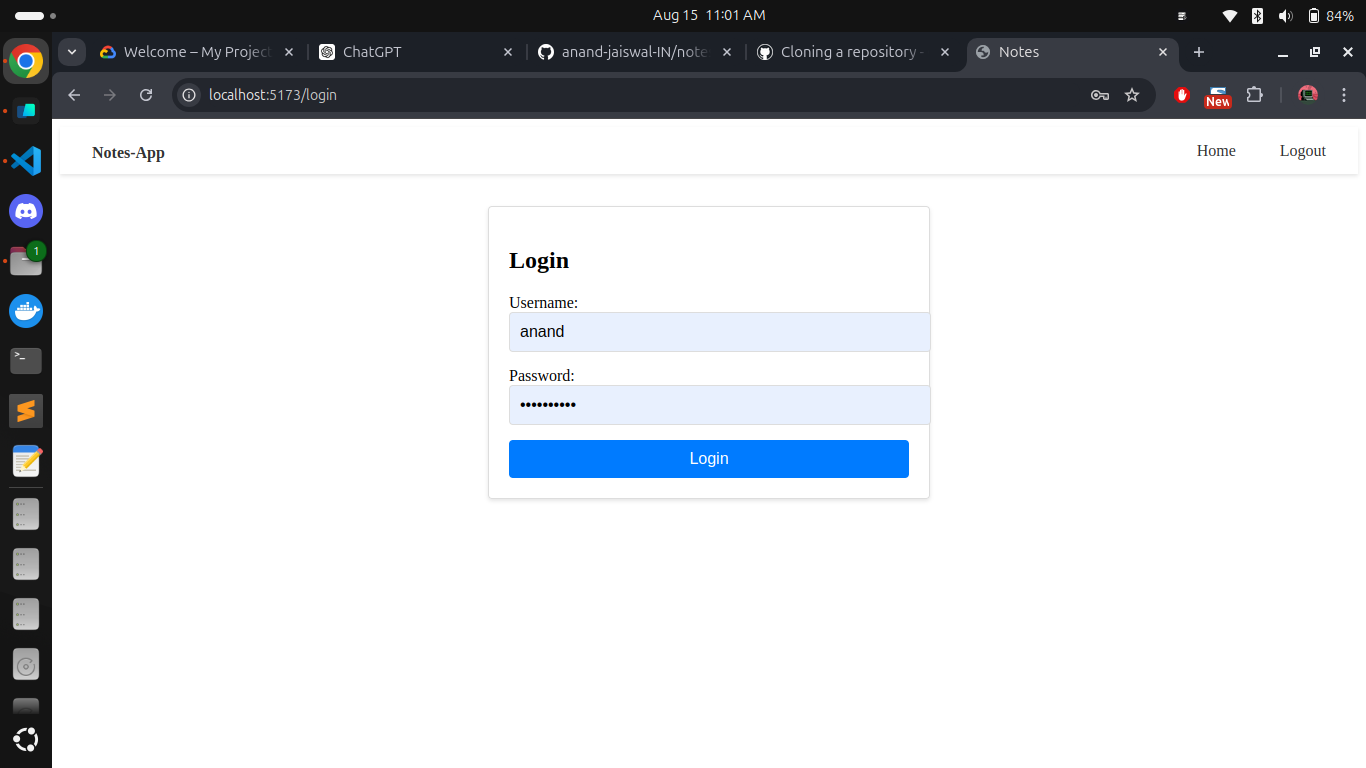 Aug 15 11:01 AM
84%
Welcome – My Project
ChatGPT
anand-jaiswal-IN/note
Cloning a repository -
Notes
localhost:5173/login
New
Notes-App
Home
Logout
1
Login
Username:
anand
Password:
••••••••••
Login